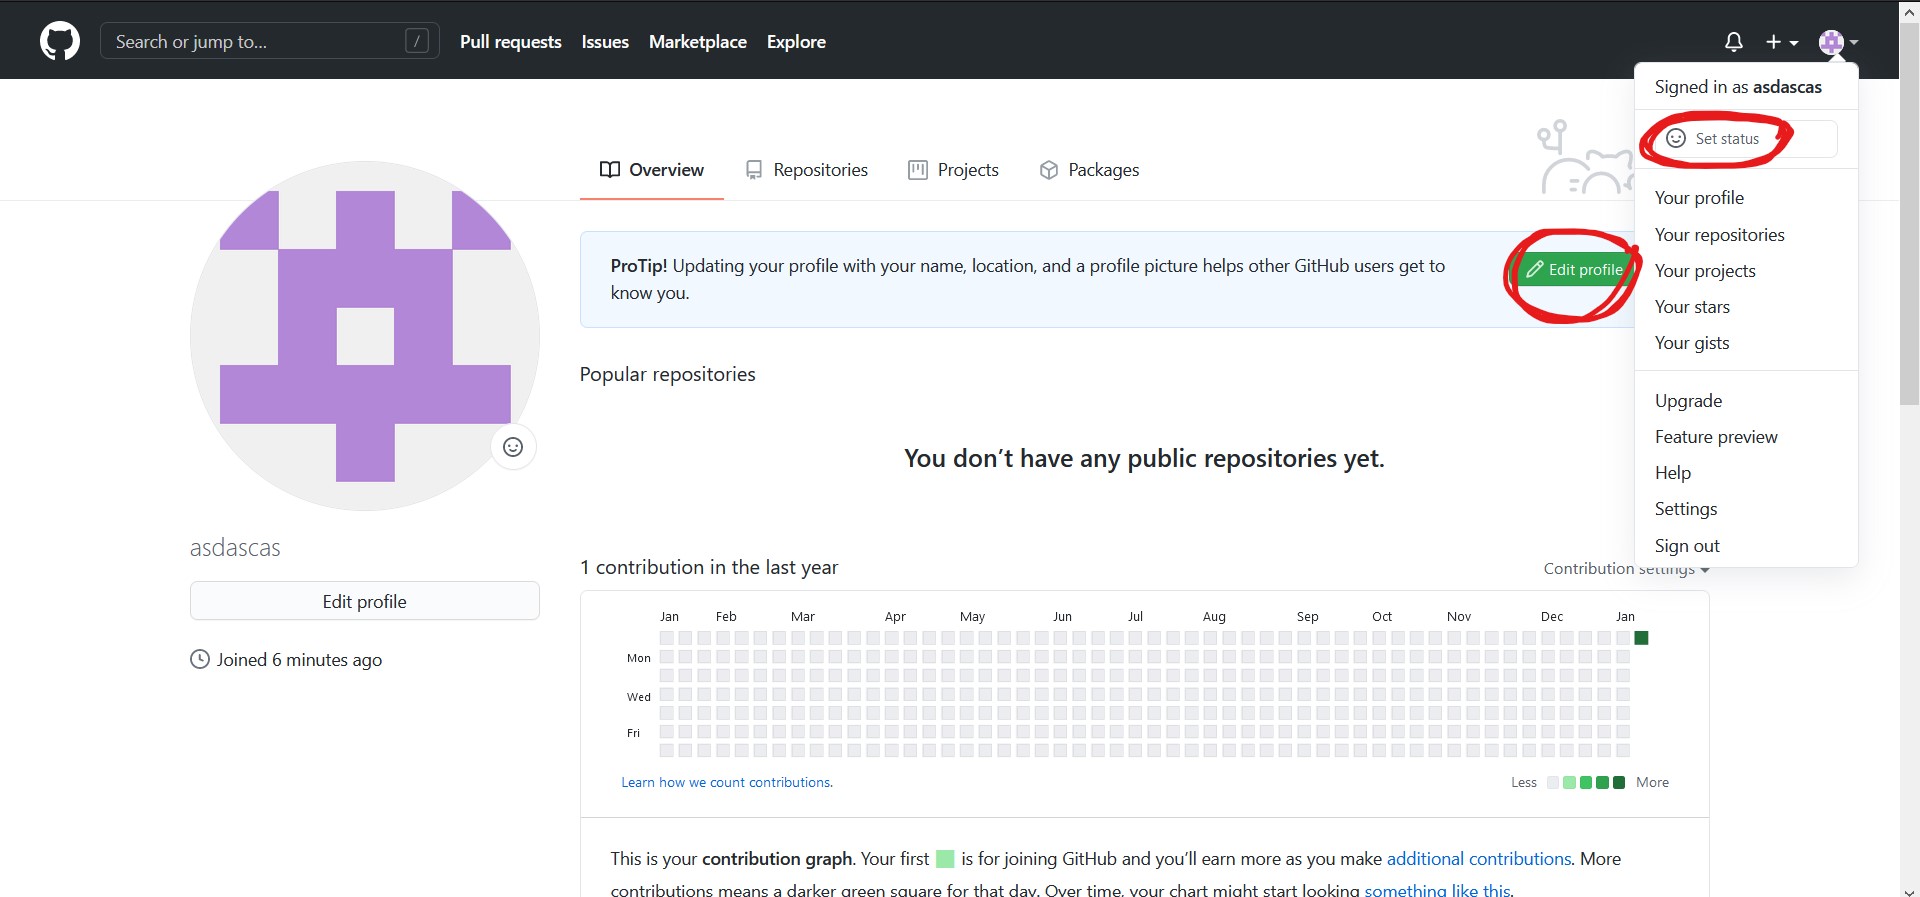 Search or jump to... /
Pull requests Issues Marketplace Explore
Signed in as asdascas
Set status
Your profile
Your repositories
Your projects
Your stars
Your gists
Upgrade
Feature preview
Help
Settings
Sign out
Overview Repositories Projects Packages
ProTip! Updating your profile with your name, location, and a profile picture helps other GitHub users get to
know you.
Edit profile
Popular repositories
You don’t have any public repositories yet.
asdascas
Edit profile
Joined 6 minutes ago
1 contribution in the last year
Contribution settings
Jan Feb Mar Apr May Jun Jul Aug Sep Oct Nov Dec Jan
Mon
Wed
Fri
Learn how we count contributions.
Less More
This is your contribution graph. Your first is for joining GitHub and you’ll earn more as you make additional contributions. More
contributions means a darker green square for that day. Over time, your chart might start looking something like this.